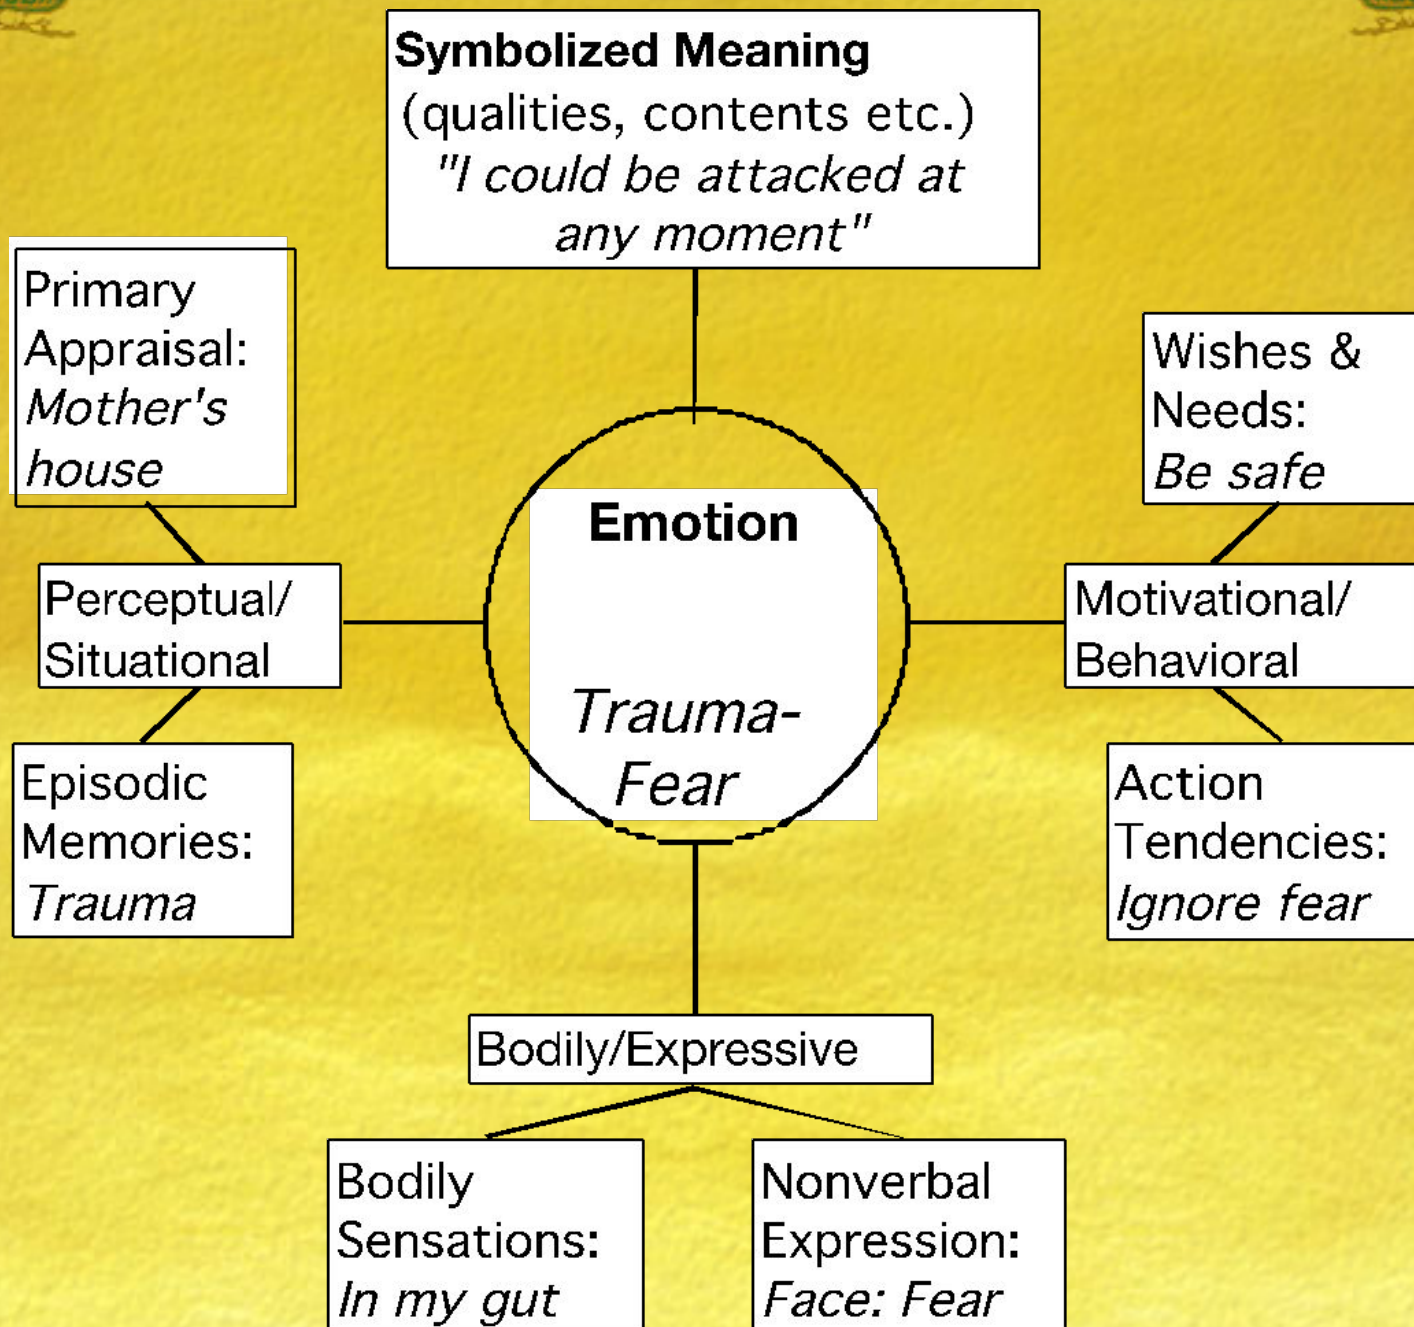 Symbolized Meaning
(qualities, contents etc.)
"I could be attacked at
any moment"
Primary
Appraisal:
Mother's
house
Perceptual/
Situational
Episodic
Memories:
Trauma
Emotion
Trauma-
Fear
Wishes &
Needs:
Be safe
Motivational/
Behavioral
Action
Tendencies:
Ignore fear
Bodily/Expressive
Bodily
Sensations:
In my gut
Nonverbal
Expression:
Face: Fear